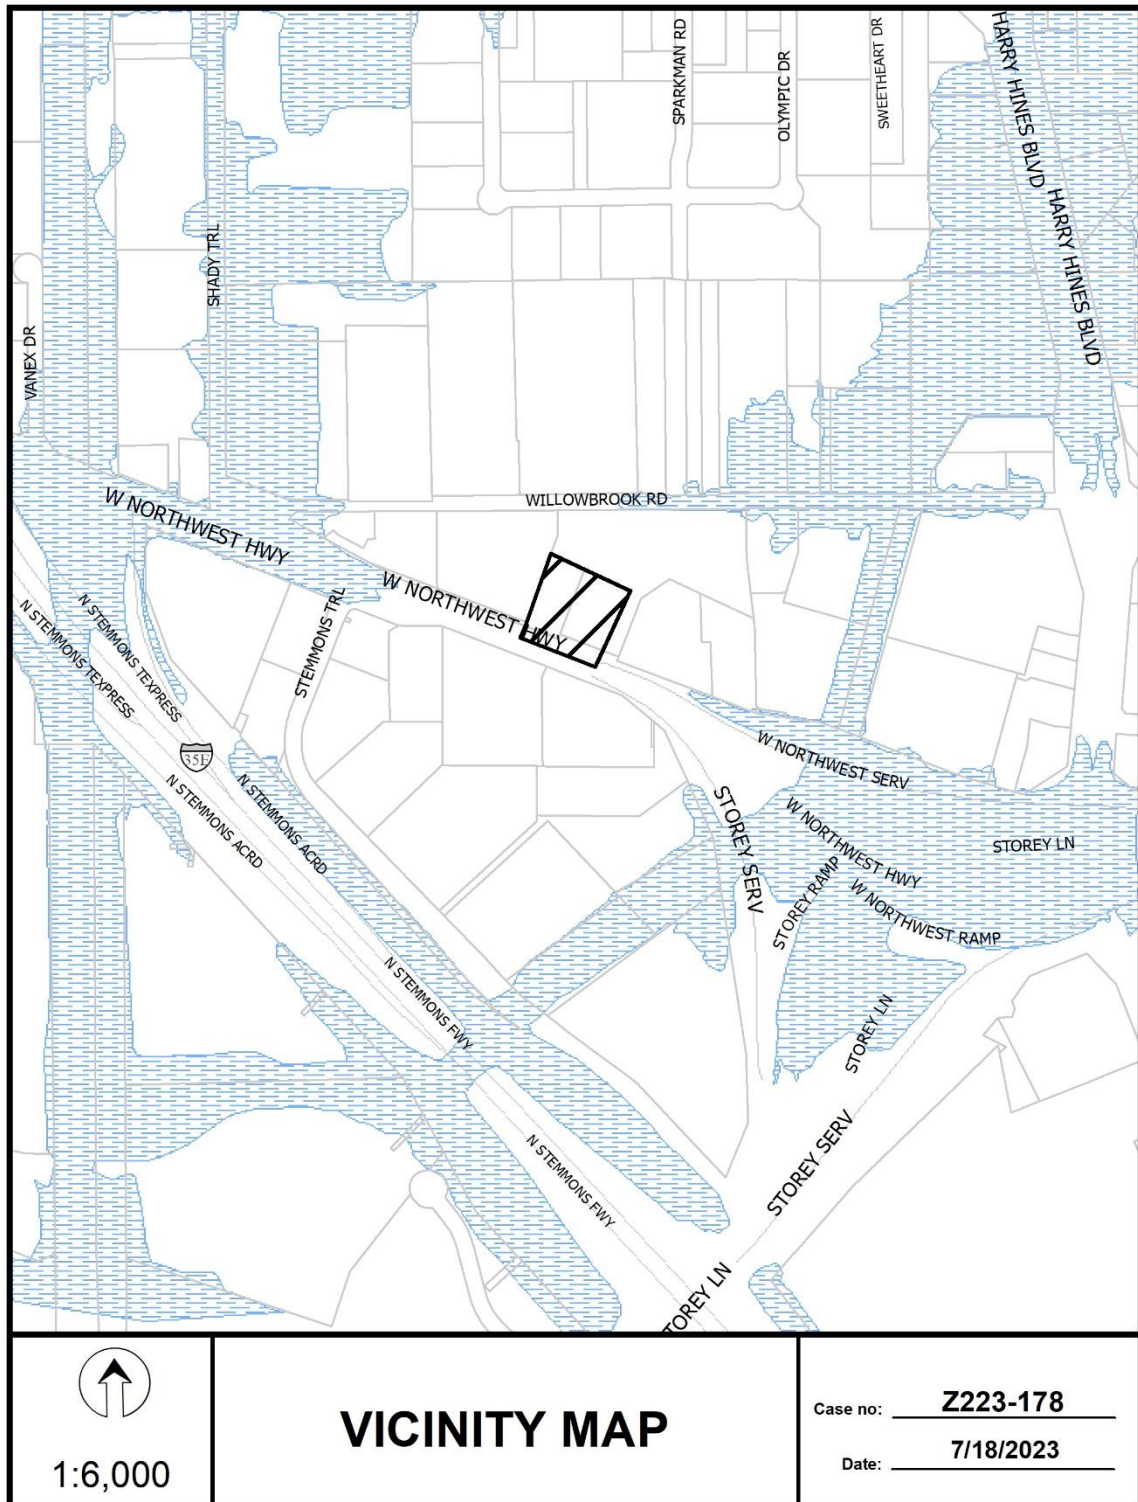 SPARKMAN RD
OLYMPIC DR
SWEETHEART DR
HARRY HINES BLVD
HARRY HINES BLVD
SHADY TRL
VANEX DR
WILLOWBROOK RD
W NORTHWEST HWY
W NORTHWEST HWY
STEMMONS TRL
N STEMMONS TEXPRESS
N STEMMONS TEXPRESS
35E
N STEMMONS ACRD
N STEMMONS ACRD
W NORTHWEST SERV
STOREY SERV
W NORTHWEST HWY
STOREY LN
STOREY RAMP
W NORTHWEST RAMP
N STEMMONS FWY
STOREY LN
N STEMMONS FWY
STOREY SERV
TOREY LN
1:6,000
VICINITY MAP
Case no: Z223-178
Date: 7/18/2023